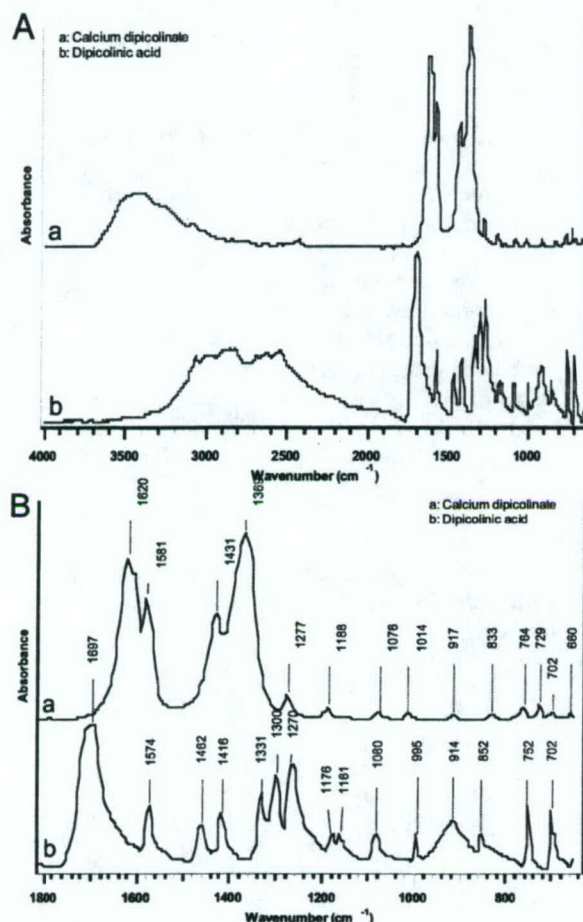 A
a: Calcium dipicolinate
b: Dipicolinic acid
Absorbance
a
b
4000 3500 3000 2500 2000 1500 1000
Wavenumber (cm -1)
B
a: Calcium dipicolinate
b: Dipicolinic acid
1620 1581 1431 1369 1277 1188 1076 1014 917 833 764 729 702 660
Absorbance
a
1697 1574 1462 1416 1331 1300 1270 1176 1161 1080 995 914 852 752 702
b
1800 1600 1400 1200 1000 800
Wavenumber (cm -1)